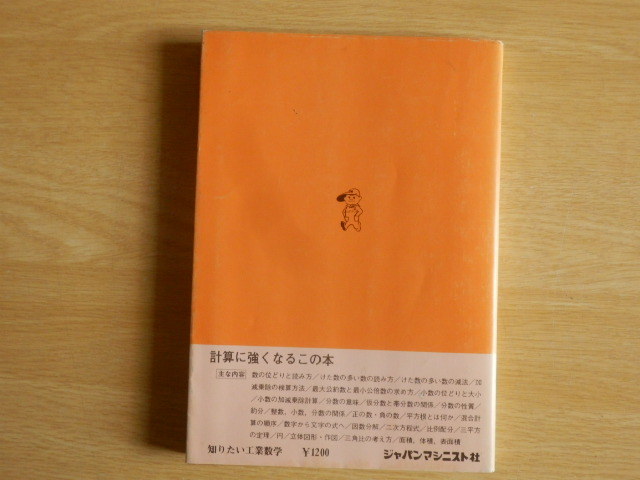 計算に強くなるこの本
主な内容 数の位どりと読み方／けた数の多い数の読み方／けた数の多い数の減法／加
減乗除の検算方法／最大公約数と最小公倍数の求め方／小数の位どりと大小
／小数の加減乗除計算／分数の意味／仮分数と帯分数の関係／分数の性質／
約分／整数、小数、分数の関係／正の数・負の数／平方根とは何か／混合計
算の順序／数字から文字の式へ／因数分解／二次方程式／比例配分／三平方
の定理／円／立体図形・作図／三角比の考え方／面積、体積、表面積
知りたい工業数学 ￥1200 ジャパンマシニスト社